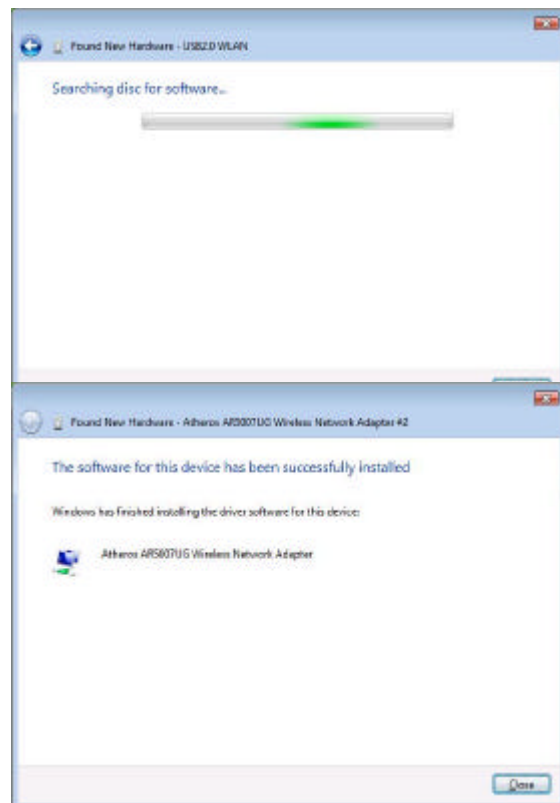 Found New Hardware - USB2.0 WLAN
Searching disc for software...
Found New Hardware - Atheros AR5007UG Wireless Network Adapter #2
The software for this device has been successfully installed
Windows has finished installing the driver software for this device:
Atheros AR5007UG Wireless Network Adapter
Close